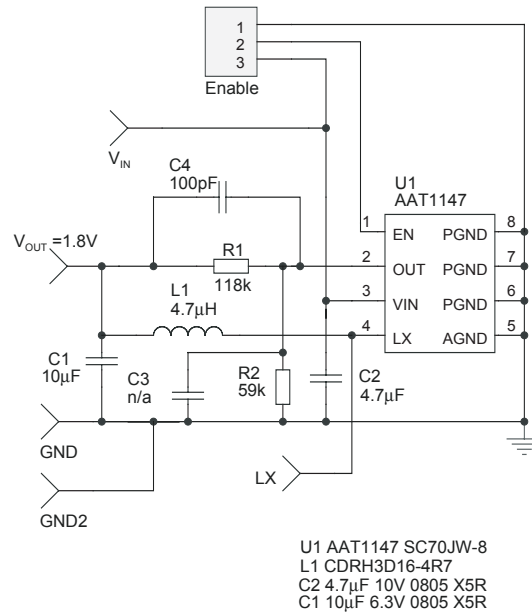 1
2
3
Enable
V_IN
C4
100pF
U1
AAT1147
V_OUT =1.8V
R1
118k
1 EN PGND 8
2 OUT PGND 7
3 VIN PGND 6
4 LX AGND 5
L1
4.7μH
C1
10μF
C3
n/a
R2
59k
C2
4.7μF
GND
LX
GND2
U1 AAT1147 SC70JW-8
L1 CDRH3D16-4R7
C2 4.7μF 10V 0805 X5R
C1 10μF 6.3V 0805 X5R